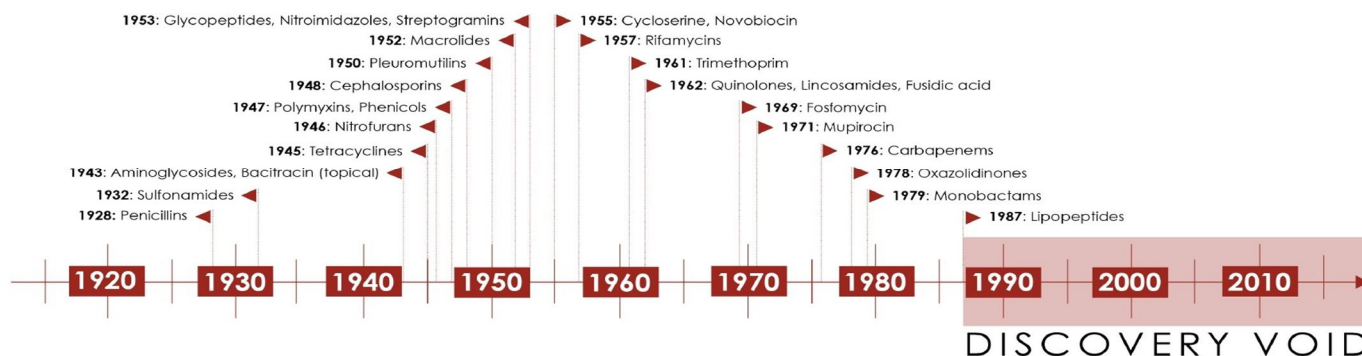 1953: Glycopeptides, Nitroimidazoles, Streptogramins
1952: Macrolides
1950: Pleuromutilins
1948: Cephalosporins
1947: Polymyxins, Phenicols
1946: Nitrofurans
1945: Tetracyclines
1943: Aminoglycosides, Bacitracin (topical)
1932: Sulfonamides
1928: Penicillins
1955: Cycloserine, Novobiocin
1957: Rifamycins
1961: Trimethoprim
1962: Quinolones, Lincosamides, Fusidic acid
1969: Fosfomycin
1971: Mupirocin
1976: Carbapenems
1978: Oxazolidinones
1979: Monobactams
1987: Lipopeptides
1920 1930 1940 1950 1960 1970 1980 1990 2000 2010
DISCOVERY VOID